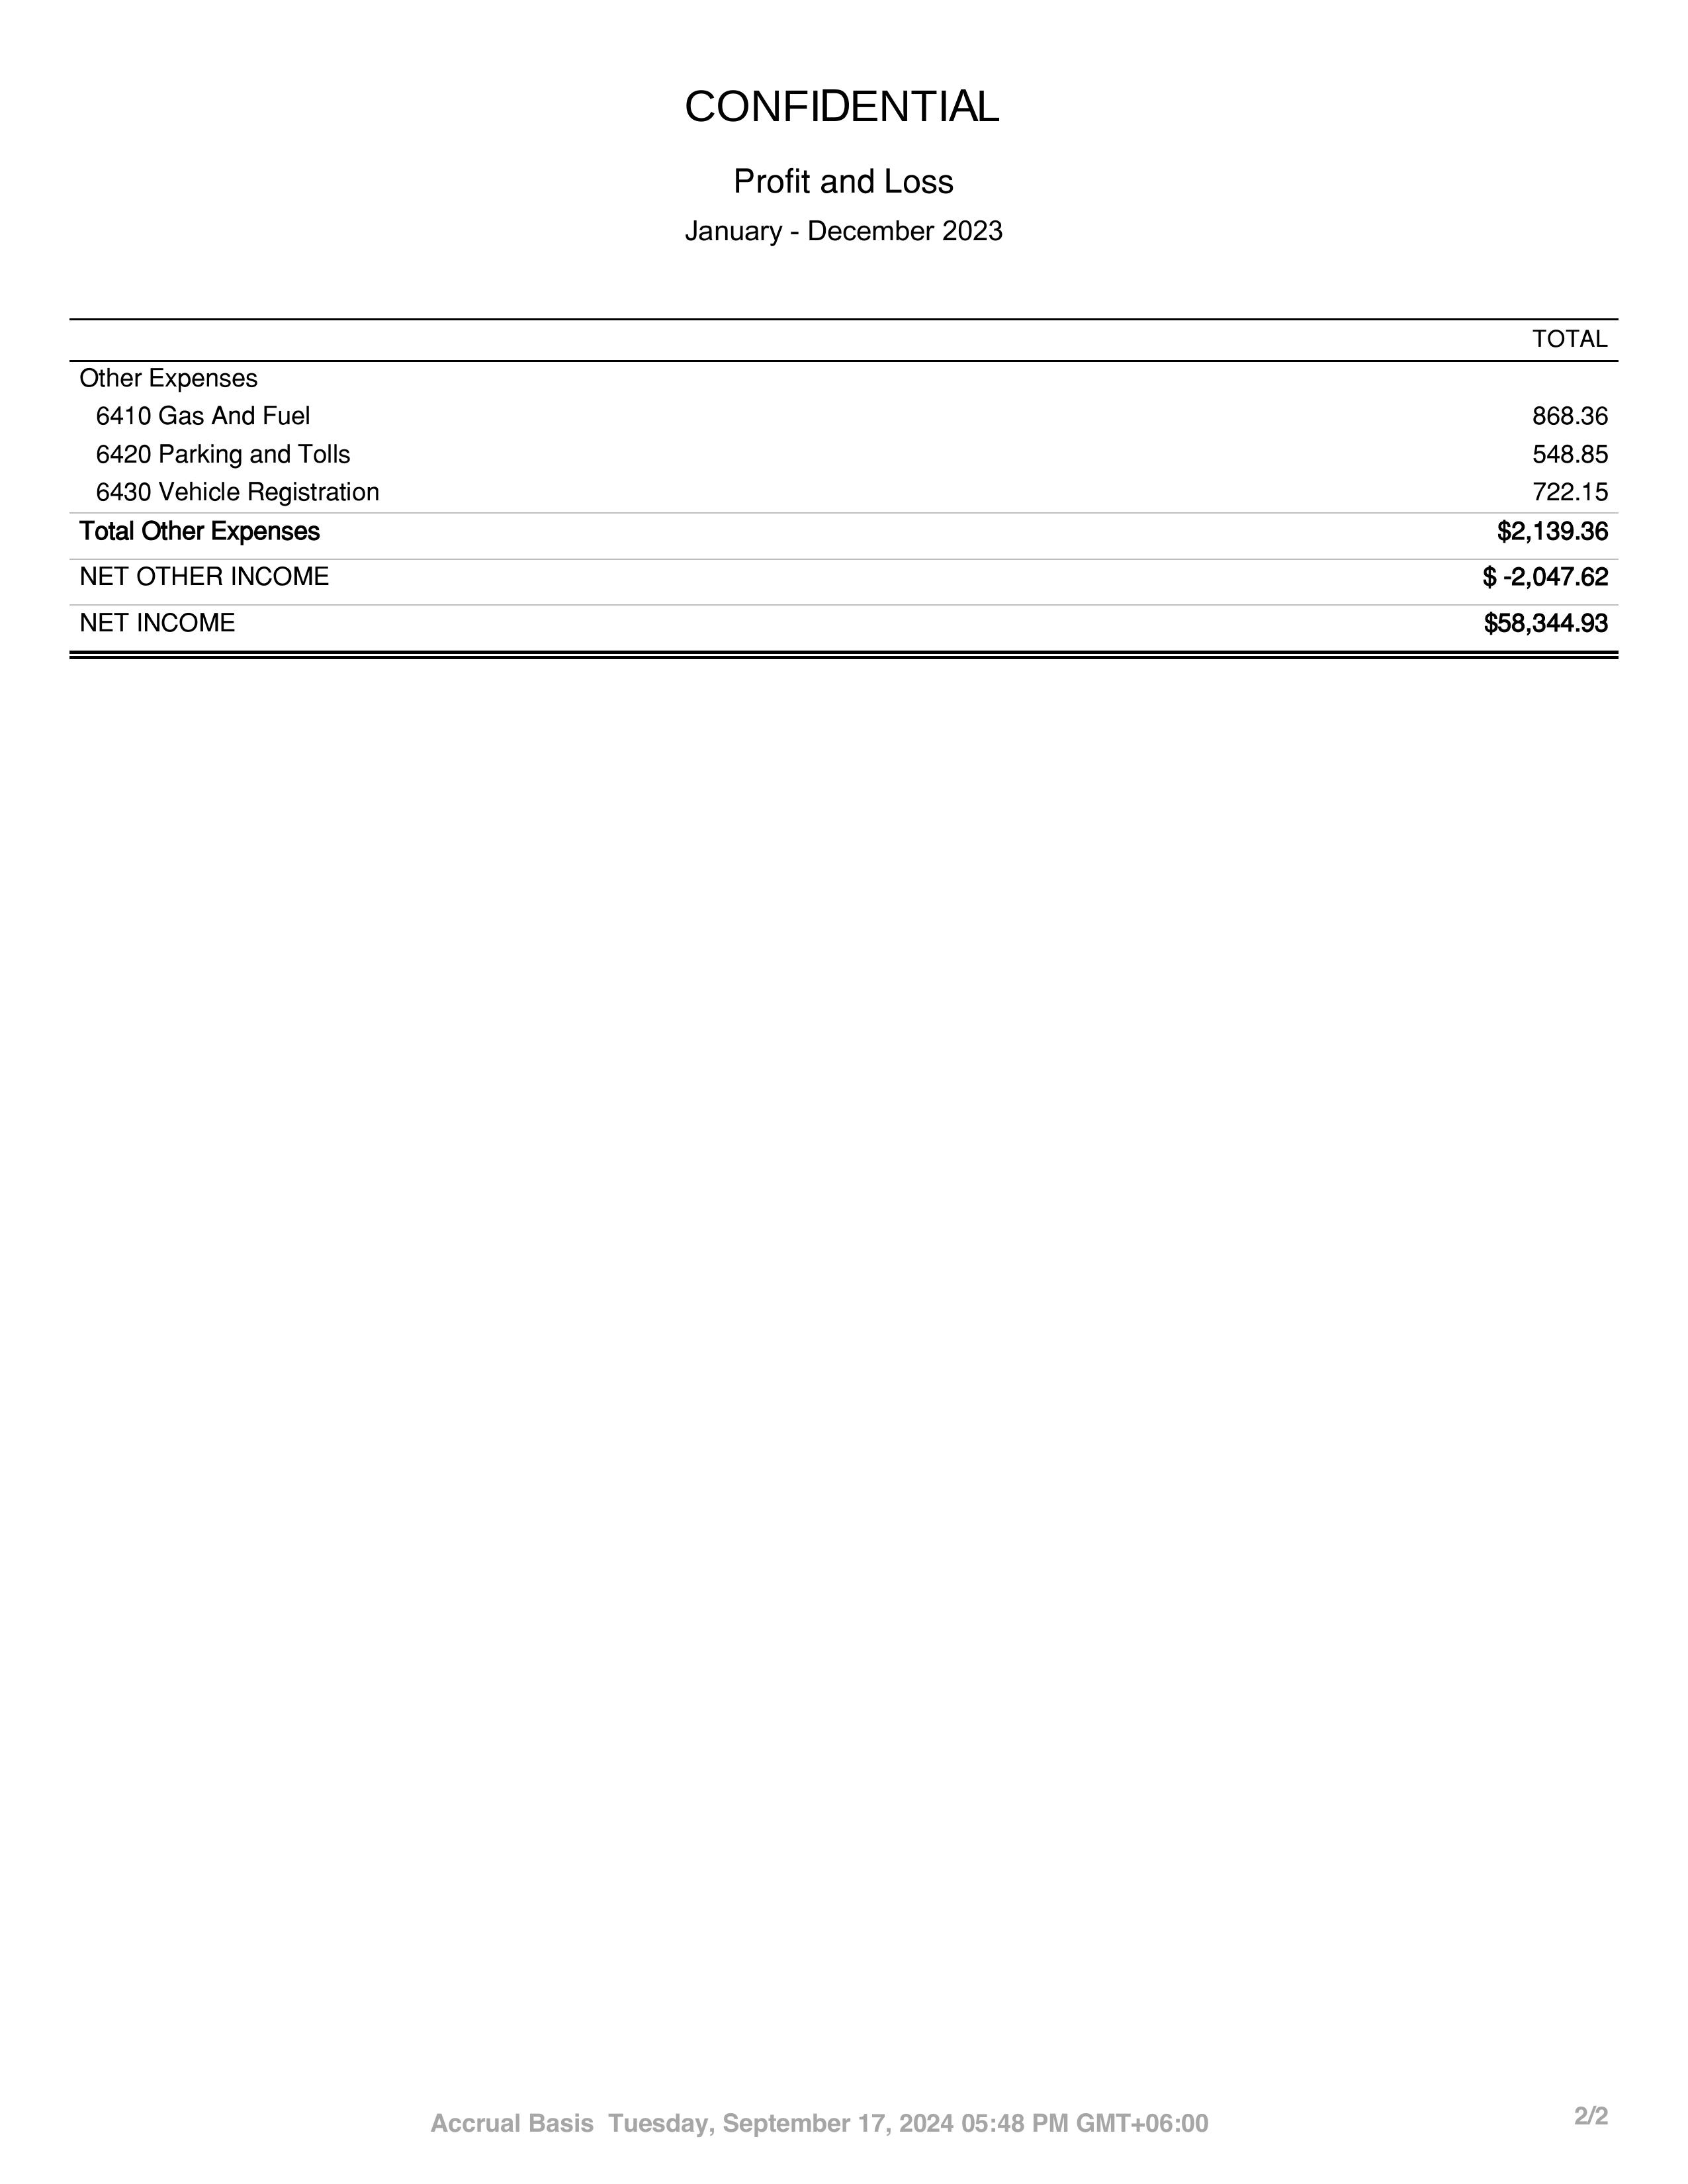 CONFIDENTIAL
Profit and Loss
January - December 2023
TOTAL
Other Expenses
6410 Gas And Fuel 868.36
6420 Parking and Tolls 548.85
6430 Vehicle Registration 722.15
Total Other Expenses $2,139.36
NET OTHER INCOME $ -2,047.62
NET INCOME $58,344.93
Accrual Basis Tuesday, September 17, 2024 05:48 PM GMT+06:00 2/2